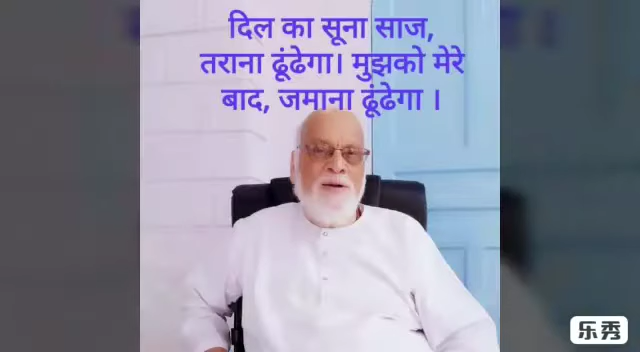 दिल का सूना साज,
तराना ढूंढेगा। मुझको मेरे
बाद, जमाना ढूंढेगा ।
乐秀